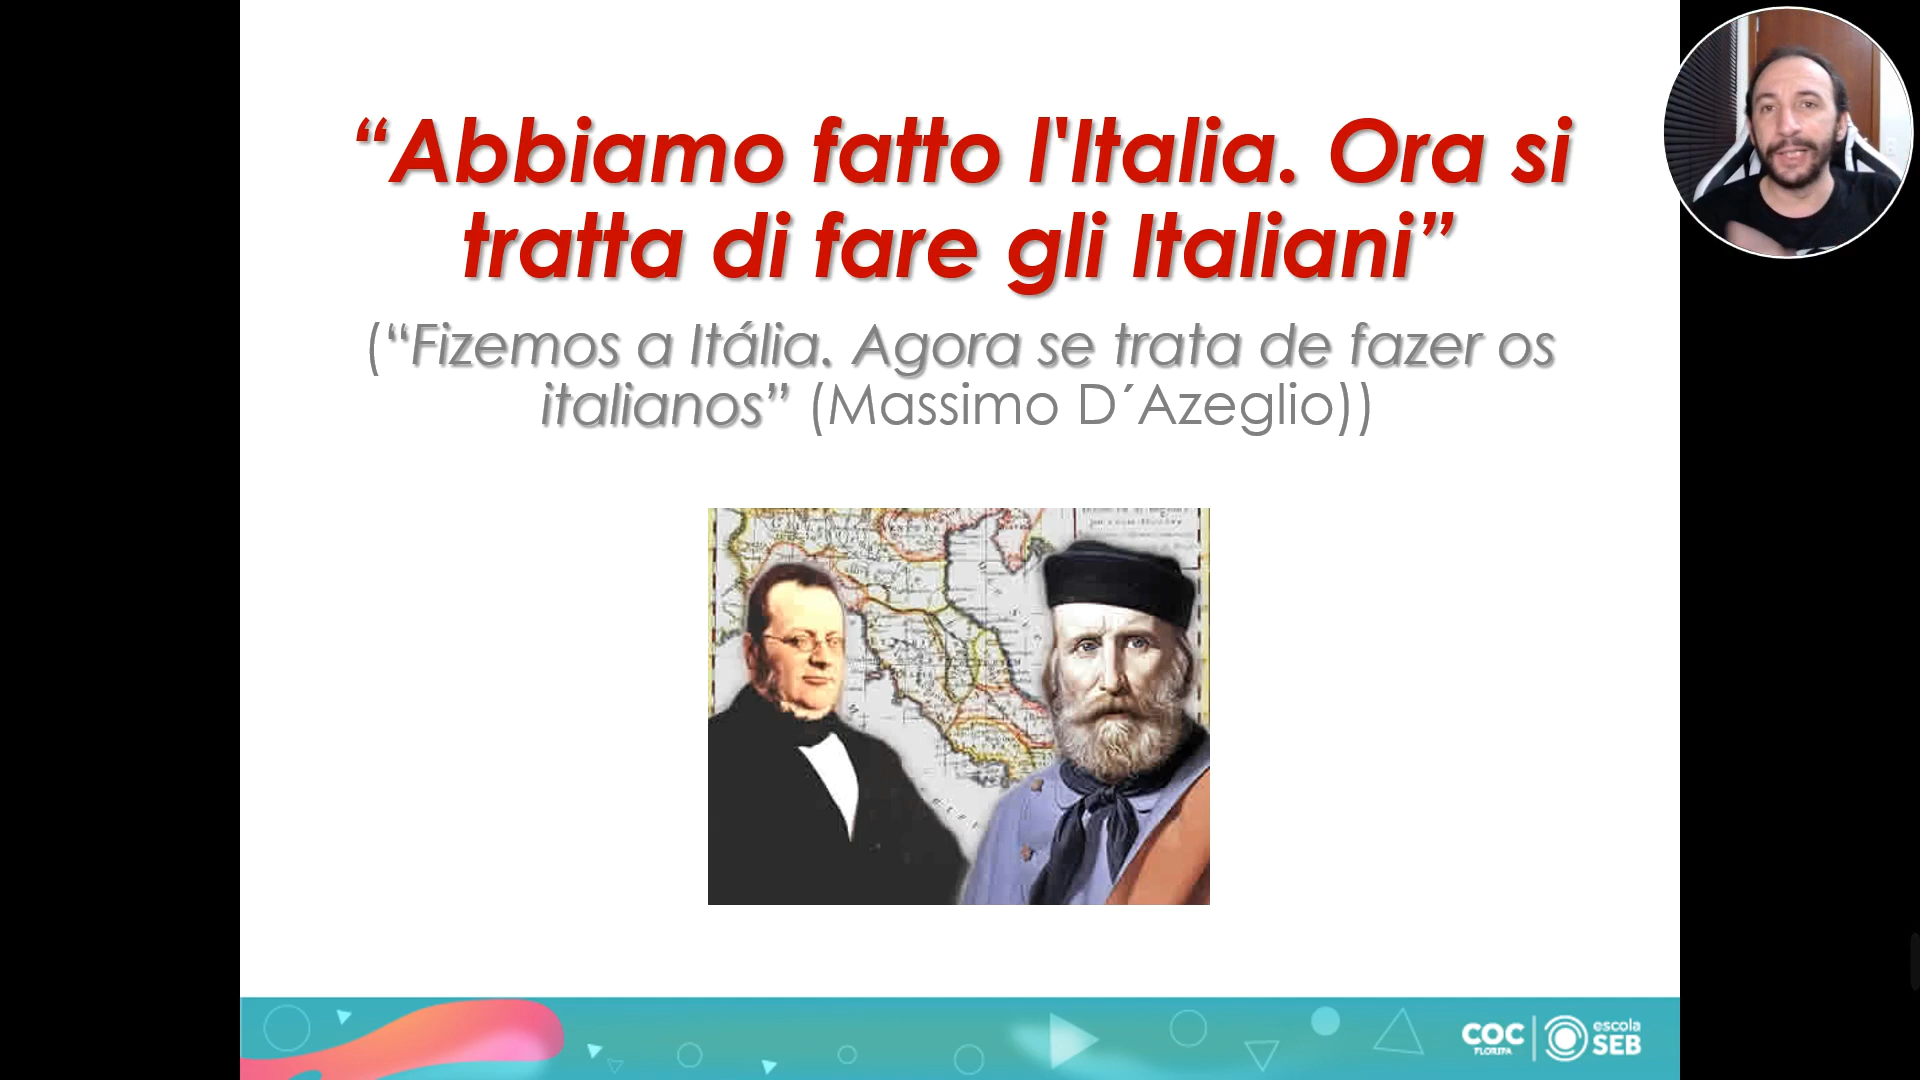 “Abbiamo fatto l'Italia. Ora si
tratta di fare gli Italiani”
(“Fizemos a Itália. Agora se trata de fazer os
italianos” (Massimo D´Azeglio))
COC
FLORIPA
escola
SEB